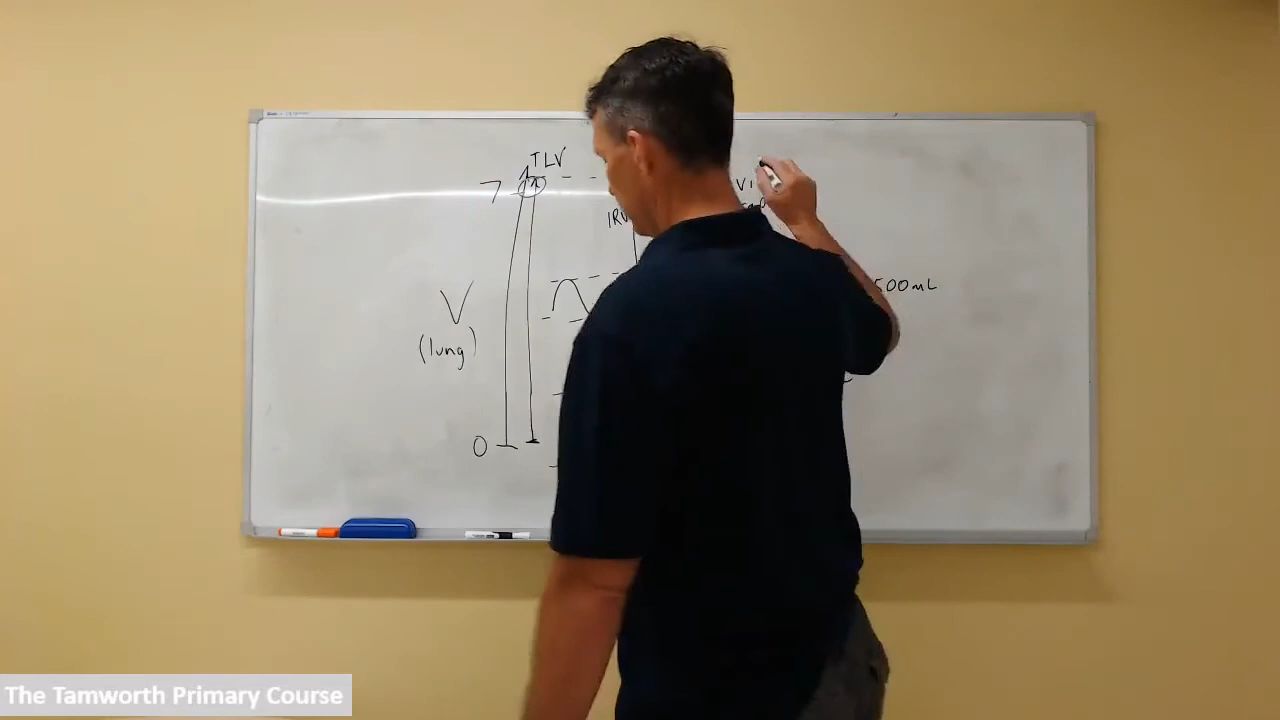 TLV
7
IRV
V
(lung)
0
500mL
The Tamworth Primary Course